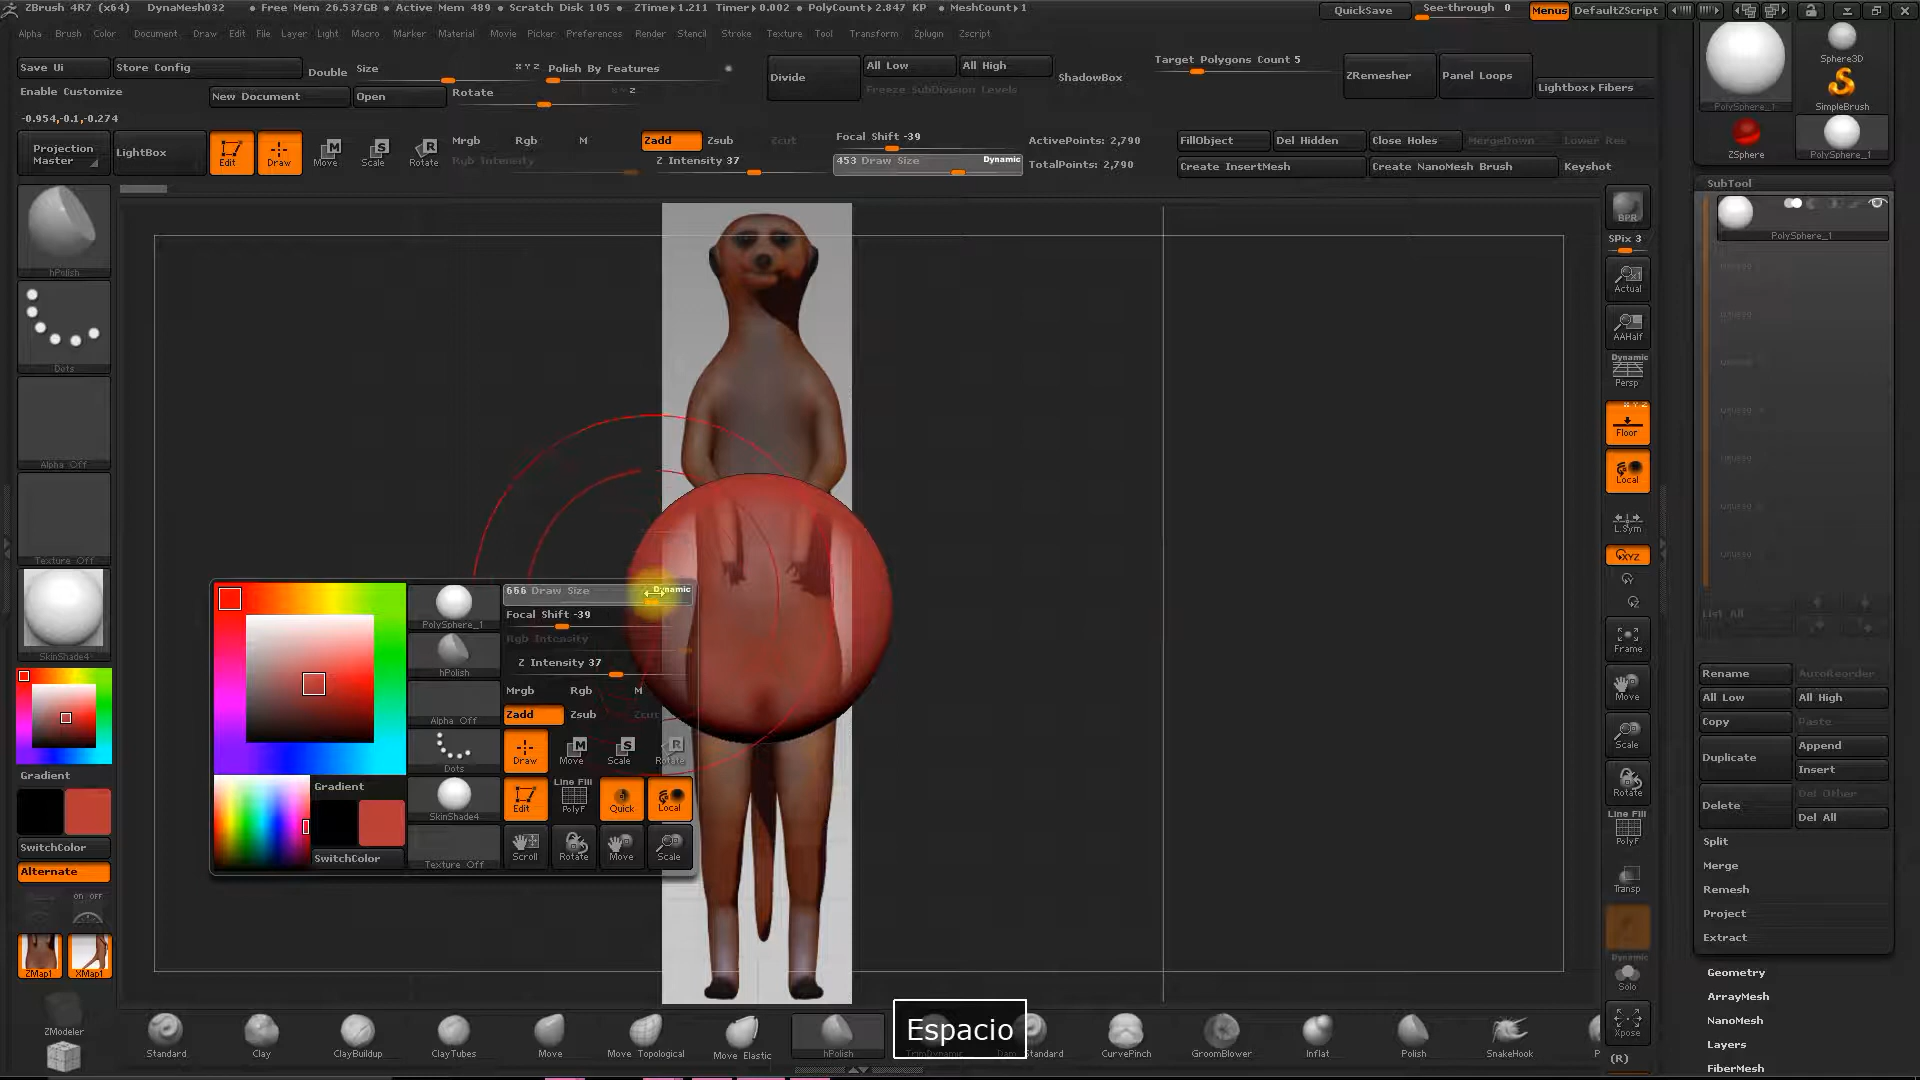 ZBrush 4R7 (x64) DynaMesh032 • Free Mem 26.537GB • Active Mem 489 • Scratch Disk 105 • ZTime▸1.211 Timer▸0.002 • PolyCount▸2.847 KP • MeshCount▸1 QuickSave See-through 0 Menus DefaultZScript
Alpha Brush Color Document Draw Edit File Layer Light Macro Marker Material Movie Picker Preferences Render Stencil Stroke Texture Tool Transform Zplugin Zscript
Save Ui Store Config Double Size XYZ Polish By Features Divide All Low All High ShadowBox Target Polygons Count 5 ZRemesher Panel Loops
Enable Customize New Document Open Rotate Freeze SubDivision Levels Lightbox▸Fibers
-0.954,-0.1,-0.274
Projection Master LightBox Edit Draw Move Scale Rotate
Mrgb Rgb M Zadd Zsub Zcut Focal Shift -39 ActivePoints: 2,790 FillObject Del Hidden Close Holes MergeDown Lower Res
Rgb Intensity Z Intensity 37 453 Draw Size Dynamic TotalPoints: 2,790 Create InsertMesh Create NanoMesh Brush Keyshot
hPolish
Dots
Alpha Off
Texture Off
SkinShade4
Gradient
SwitchColor
Alternate
ON OFF
ZMap1 XMap1
ZModeler
PolySphere_1
hPolish
Alpha Off
Dots
SkinShade4
Texture Off
Gradient
SwitchColor
656 Draw Size Dynamic
Focal Shift -39
Rgb Intensity
Z Intensity 37
Mrgb Rgb M
Zadd Zsub Zcut
Draw Move Scale Rotate
Line Fill
Edit PolyF Quick Local
Scroll Rotate Move Scale
Standard Clay ClayBuildup ClayTubes Move Move Topological Move Elastic hPolish Standard CurvePinch GroomBlower Inflat Polish SnakeHook
Espacio
BPR
SPix 3
Actual
AAHalf
Dynamic
Persp
XYZ
Floor
Local
L.Sym
XYZ
Frame
Move
Scale
Rotate
Line Fill
PolyF
Transp
Dynamic
Solo
Xpose
(R)
PolySphere_1 Sphere3D
SimpleBrush
ZSphere PolySphere_1
SubTool
PolySphere_1
List All
Rename AutoReorder
All Low All High
Copy Paste
Duplicate Append
Insert
Delete Del Other
Del All
Split
Merge
Remesh
Project
Extract
Geometry
ArrayMesh
NanoMesh
Layers
FiberMesh